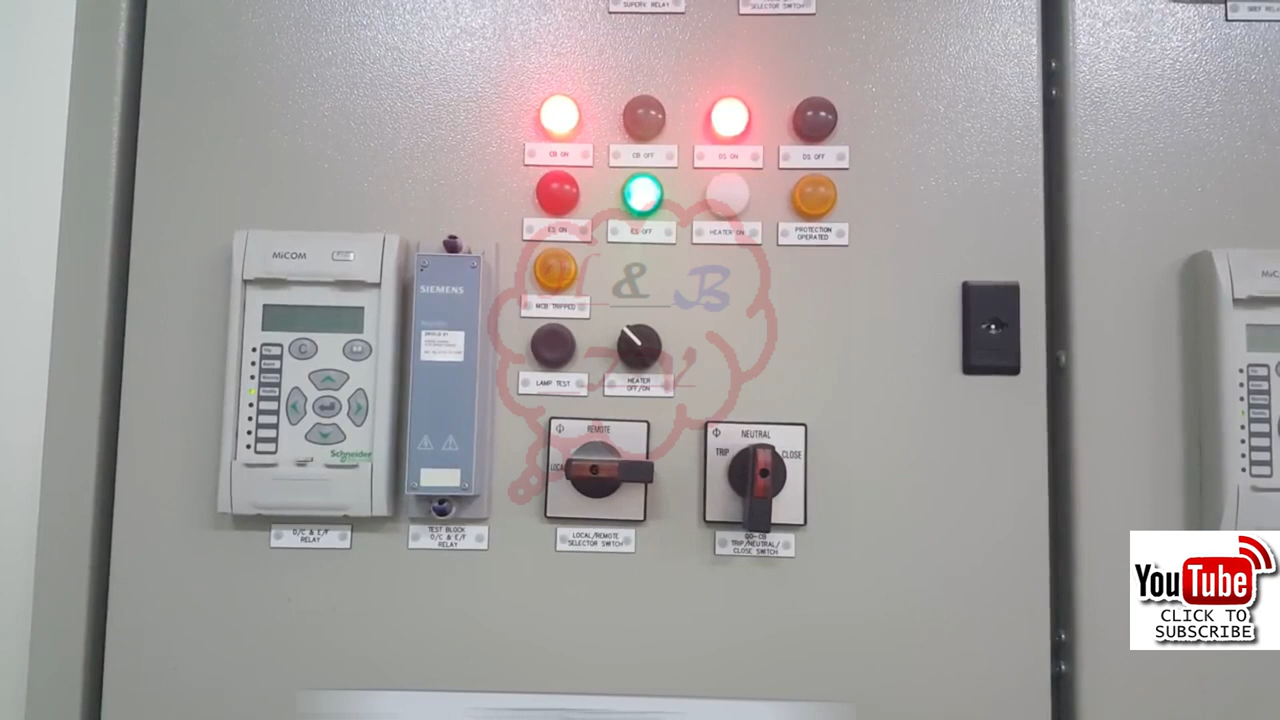 SUPERV. RELAY
SELECTOR SWITCH
CB ON
CB OFF
DS ON
DS OFF
ES ON
ES OFF
HEATER ON
PROTECTION
OPERATED
MiCOM
SIEMENS
& B
TV
MCB TRIPPED
C
LAMP TEST
HEATER
OFF/ON
REMOTE
LOCAL
NEUTRAL
TRIP
CLOSE
Schneider
O/C & E/F
RELAY
TEST BLOCK
O/C & E/F
RELAY
LOCAL/REMOTE
SELECTOR SWITCH
TRIP/NEUTRAL/
CLOSE SWITCH
YouTube
CLICK TO
SUBSCRIBE